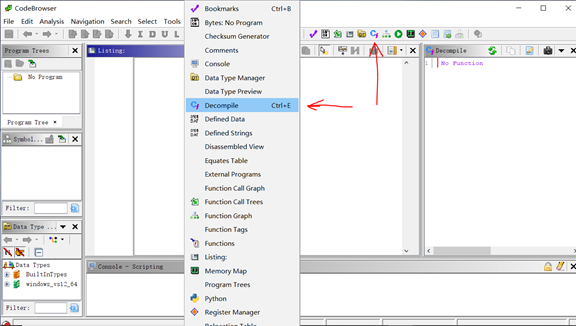 CodeBrowser
File Edit Analysis Navigation Search Select Tools
Program Trees
No Program
Program Tree ×
Symbol...
Filter:
Data Type ...
Data Types
BuiltInTypes
windows_vs12_64
Filter:
Listing:
Bookmarks Ctrl+B
Bytes: No Program
Checksum Generator
Comments
Console
Data Type Manager
Data Type Preview
Decompile Ctrl+E
Defined Data
Defined Strings
Disassembled View
Equates Table
External Programs
Function Call Graph
Function Call Trees
Function Graph
Function Tags
Functions
Listing:
Memory Map
Program Trees
Python
Register Manager
Relocation Table
Console - Scripting
Decompile
1 No Function